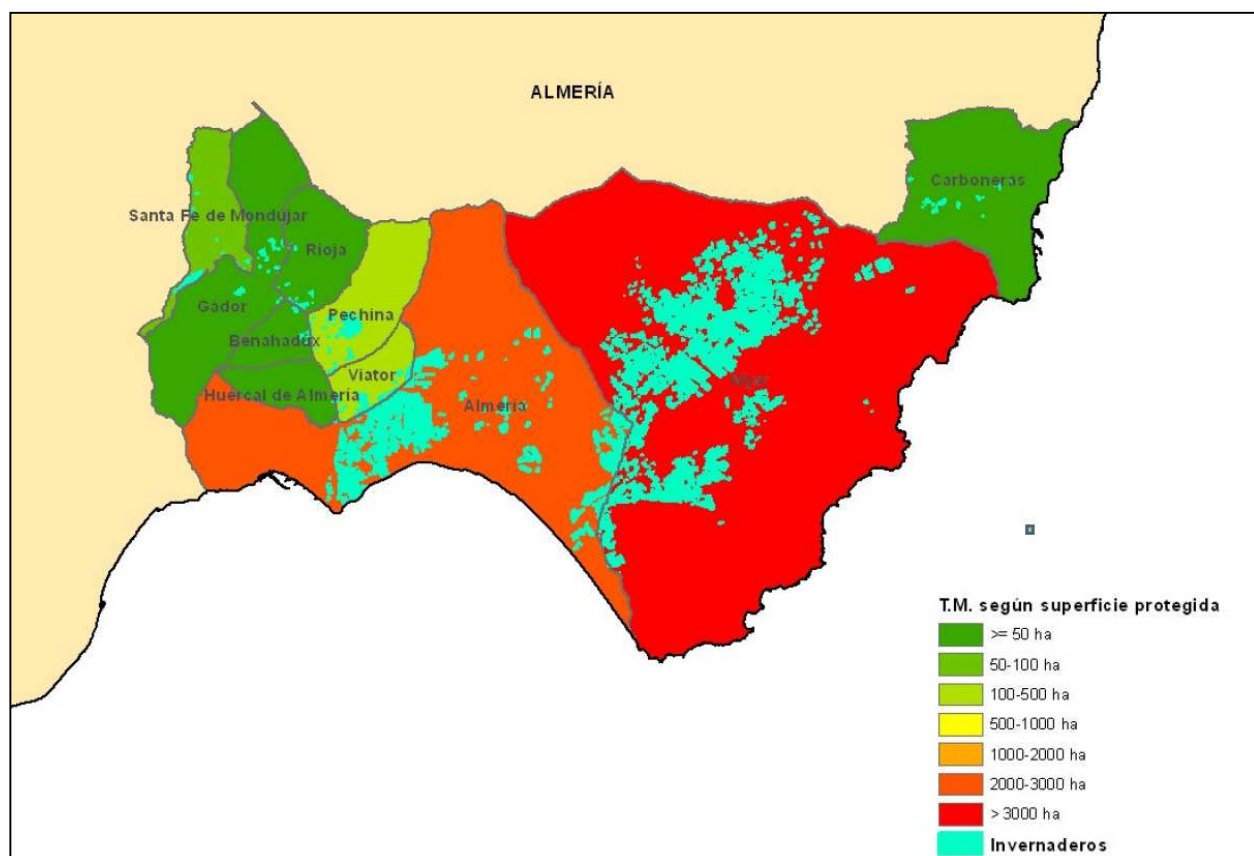 ALMERÍA
Carboneras
Santa Fe de Mondujar
Rioja
Gádor
Pechina
Benahadux
Viator
Huercal de Almería
Almería
Níjar
T.M. según superficie protegida
>= 50 ha
50-100 ha
100-500 ha
500-1000 ha
1000-2000 ha
2000-3000 ha
> 3000 ha
Invernaderos